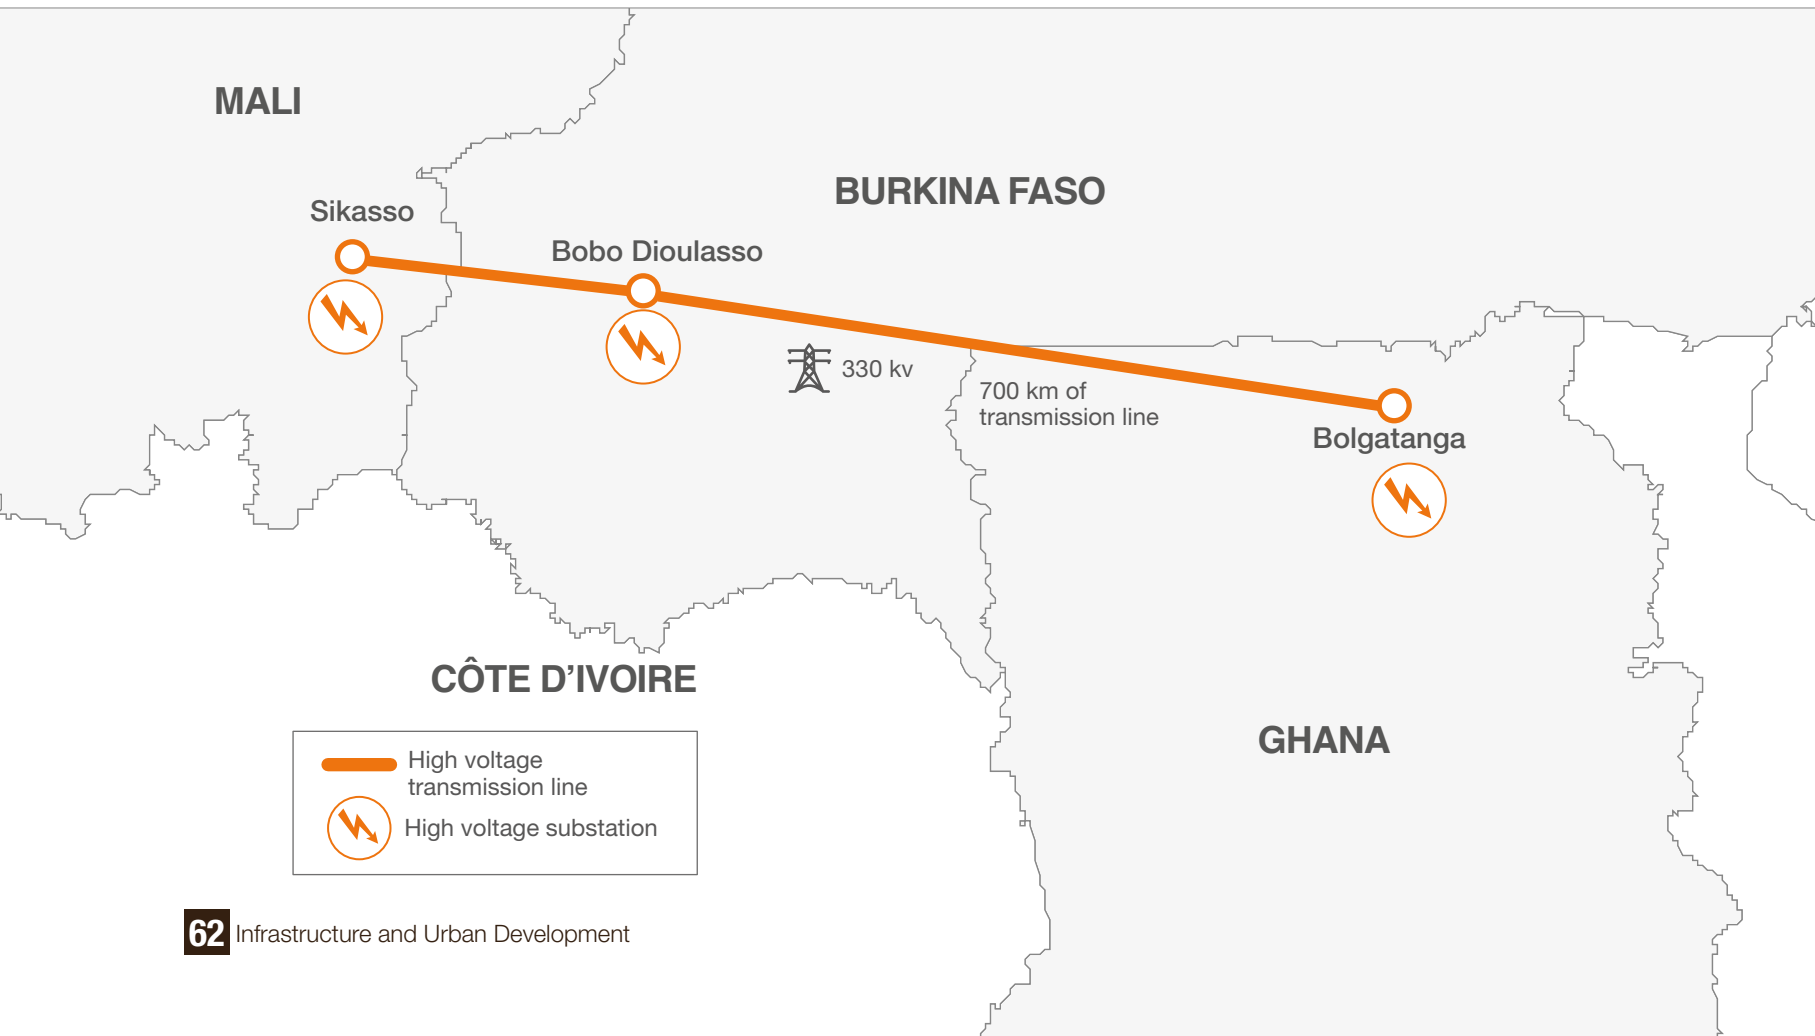 MALI
BURKINA FASO
Sikasso
Bobo Dioulasso
330 kv
700 km of
transmission line
Bolgatanga
CÔTE D’IVOIRE
GHANA
High voltage
transmission line
High voltage substation
62 Infrastructure and Urban Development